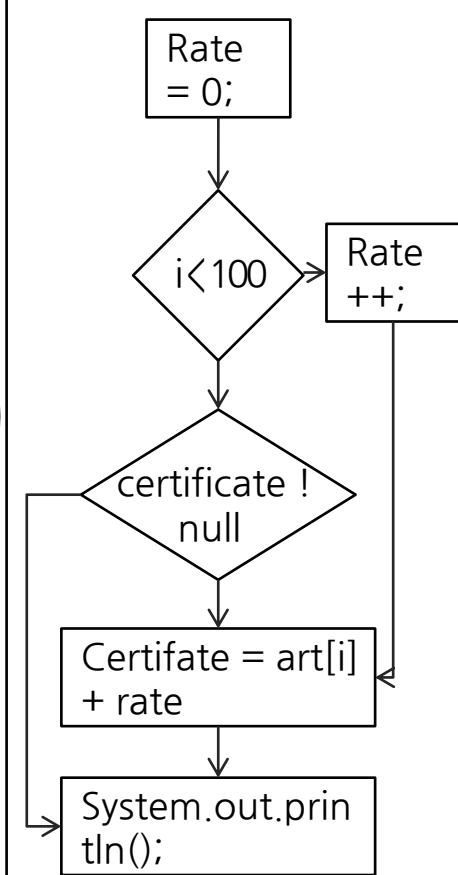 Rate
= 0;
i<100
Rate
++;
certificate !
null
Certifate = art[i]
+ rate
System.out.prin
tln();